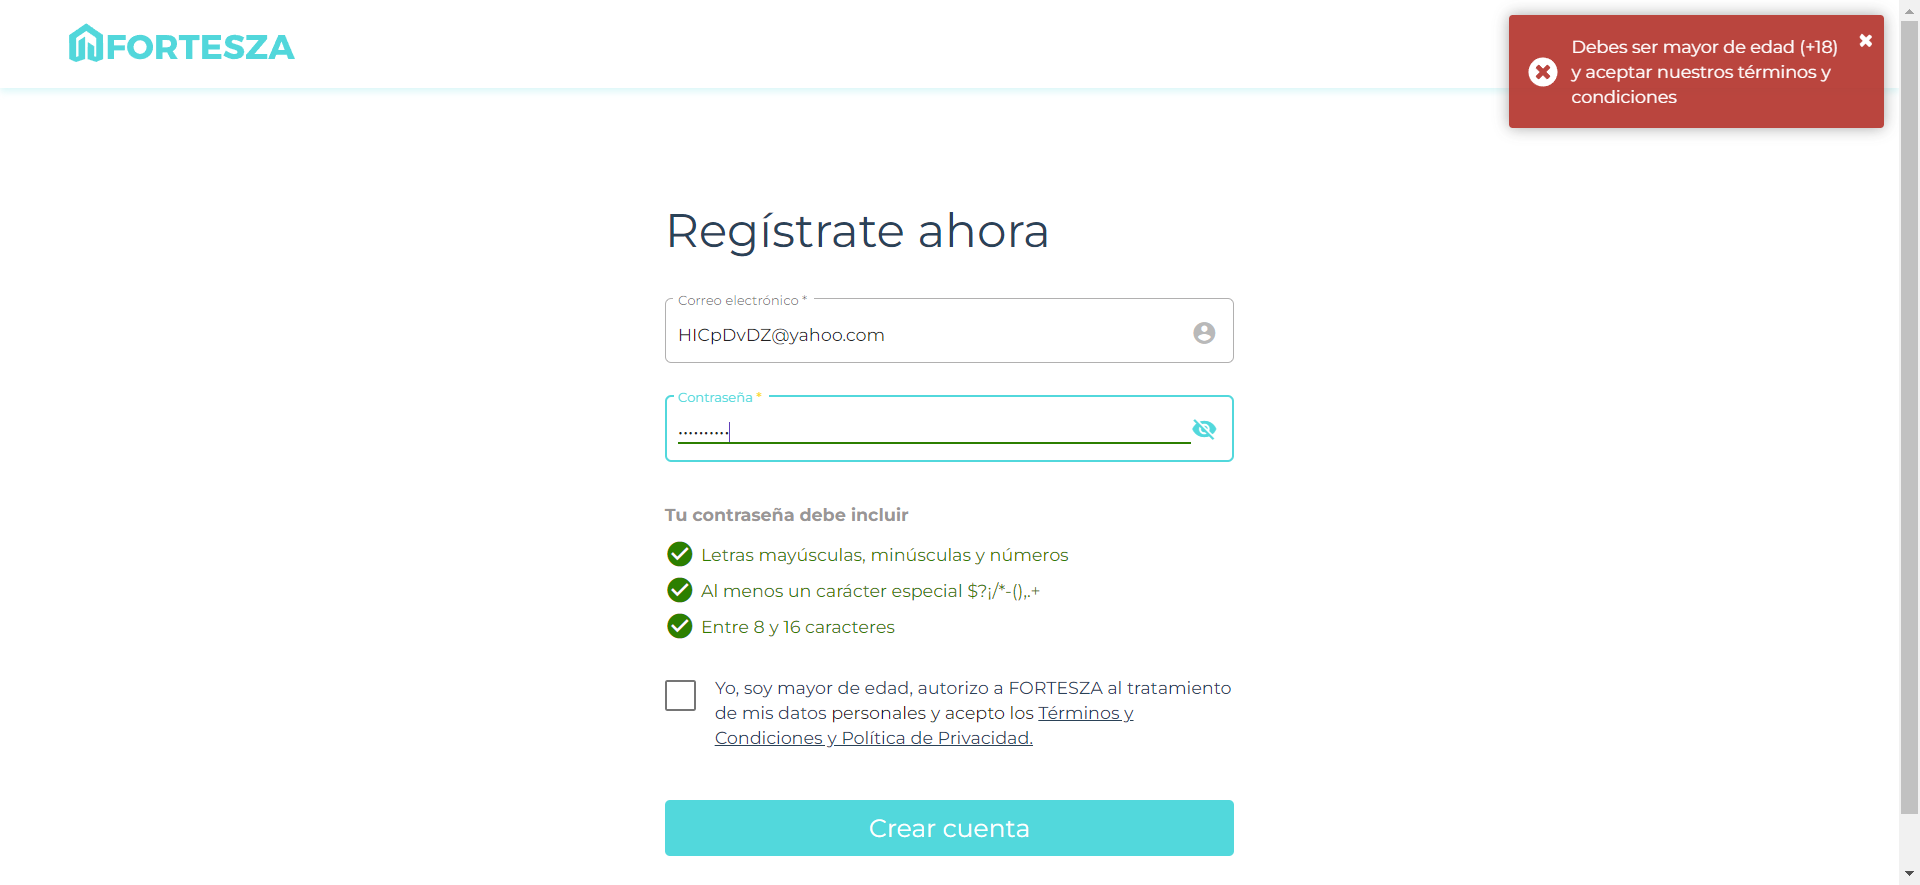 FORTESZA
Debes ser mayor de edad (+18)
y aceptar nuestros términos y
condiciones
Regístrate ahora
Correo electrónico *
HICpDvDZ@yahoo.com
Contraseña *
••••••••••
Tu contraseña debe incluir
Letras mayúsculas, minúsculas y números
Al menos un carácter especial $?¡/*-(),.+
Entre 8 y 16 caracteres
Yo, soy mayor de edad, autorizo a FORTESZA al tratamiento
de mis datos personales y acepto los Términos y
Condiciones y Política de Privacidad.
Crear cuenta